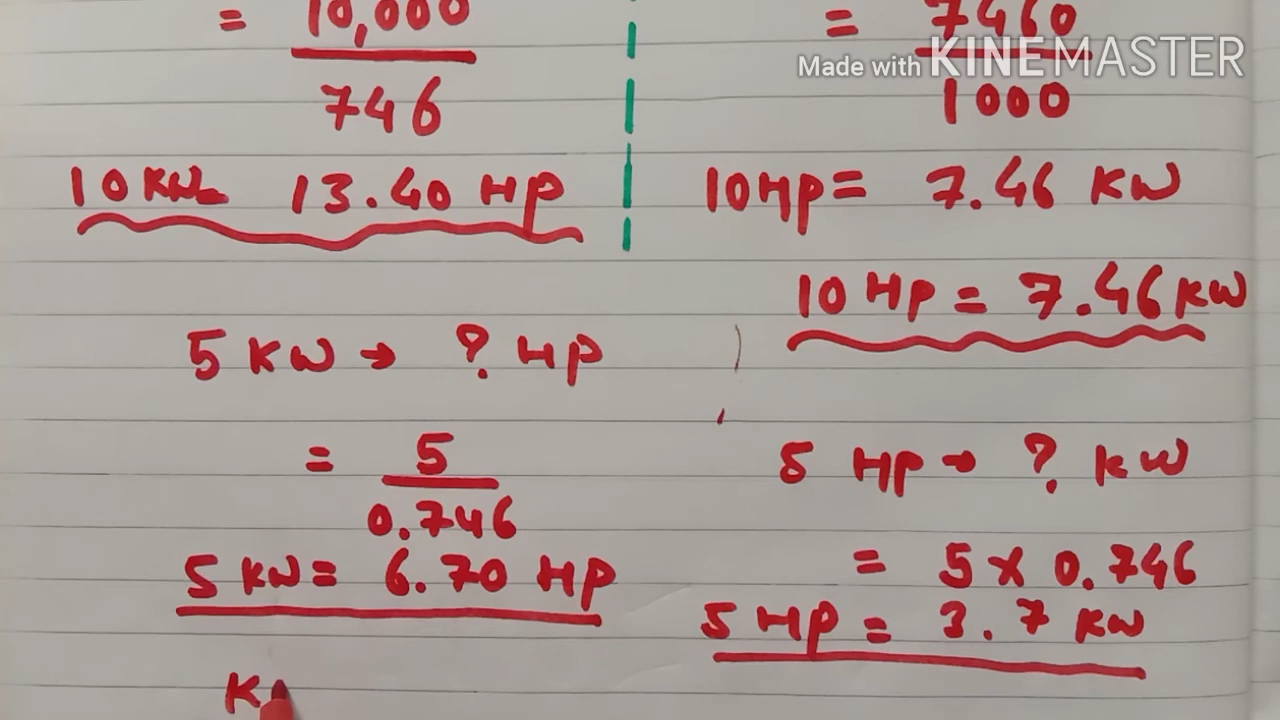 = 10,000
746
10 KW= 13.40 HP
5 KW → ? HP
= 5
0.746
5 KW = 6.70 HP
K
= 7460
1000
10 HP = 7.46 KW
10 HP = 7.46 KW
5 HP → ? KW
= 5 X 0.746
5 HP = 3.7 KW
Made with KINEMASTER